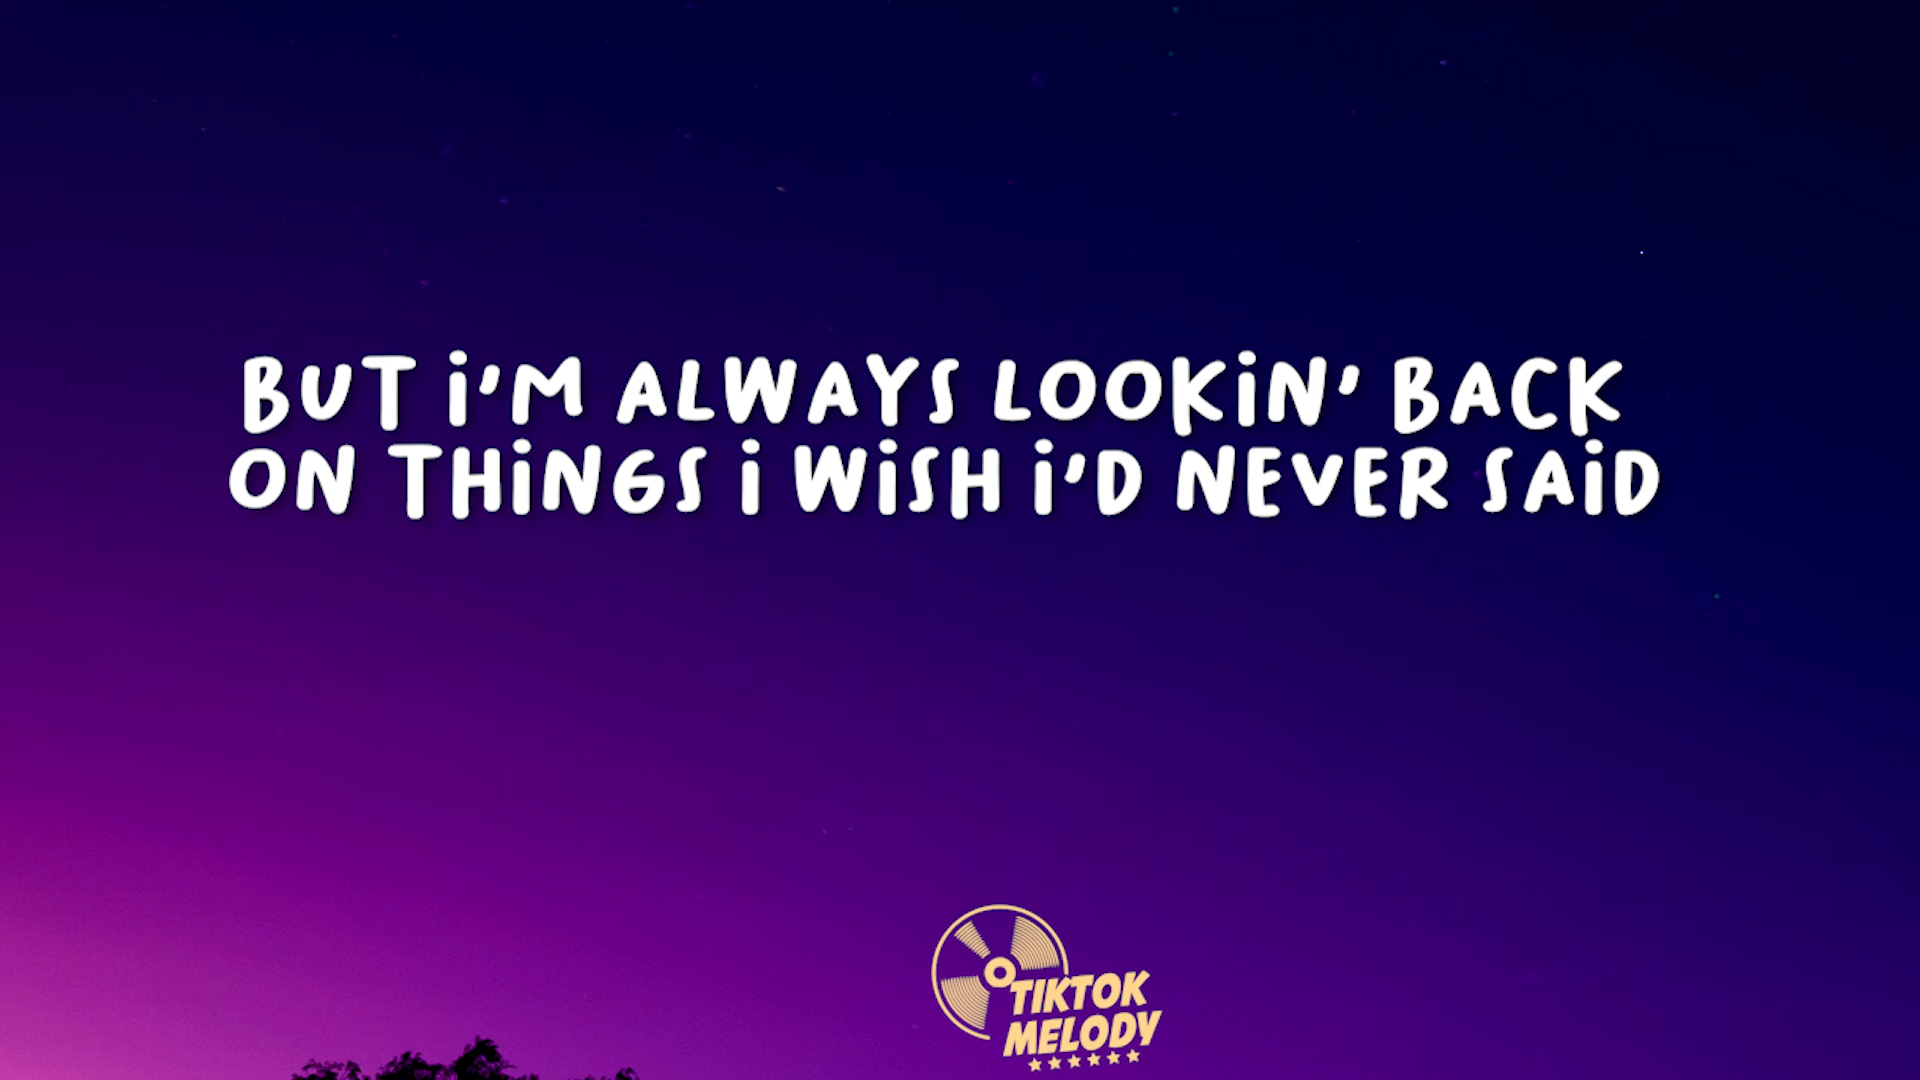 BUT i'M ALWAYS LOOKiN' BACK
ON THiNGS i WiSH i'D NEVER SAiD
TIKTOK
MELODY